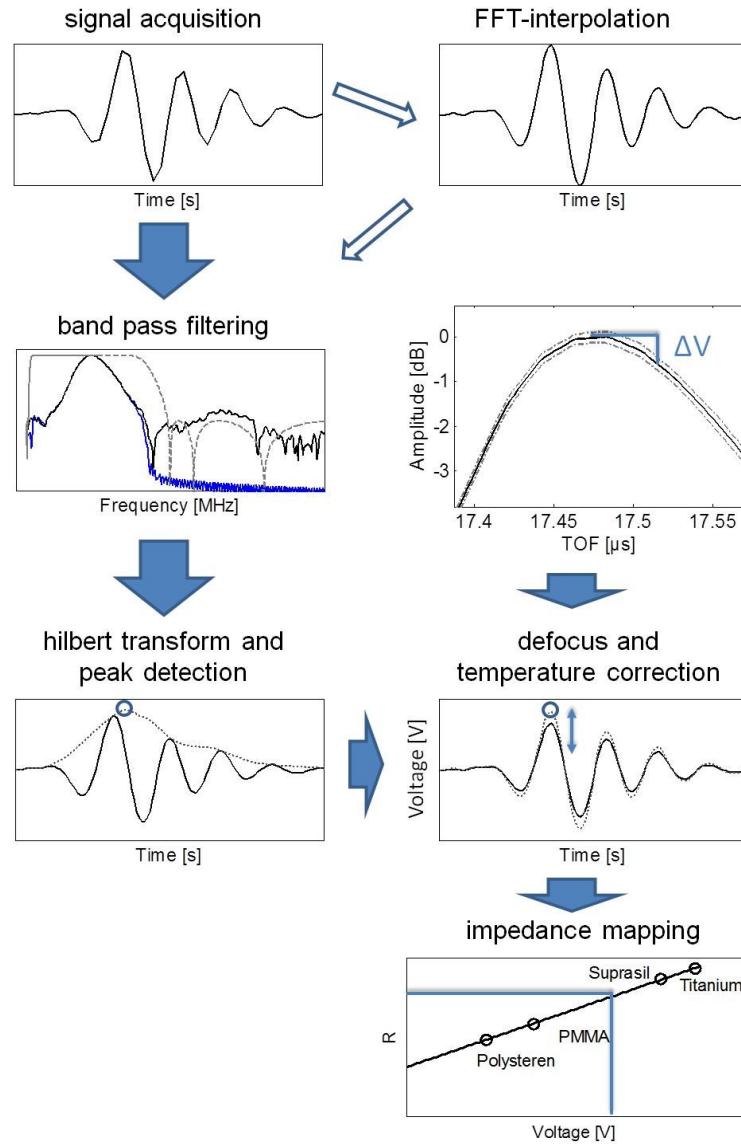 signal acquisition
FFT-interpolation
Time [s]
Time [s]
band pass filtering
Frequency [MHz]
Amplitude [dB]
0
-1
-2
-3
ΔV
17.4
17.45
17.5
17.55
TOF [µs]
hilbert transform and
peak detection
Time [s]
defocus and
temperature correction
Voltage [V]
Time [s]
impedance mapping
R
Suprasil
Titanium
PMMA
Polysteren
Voltage [V]